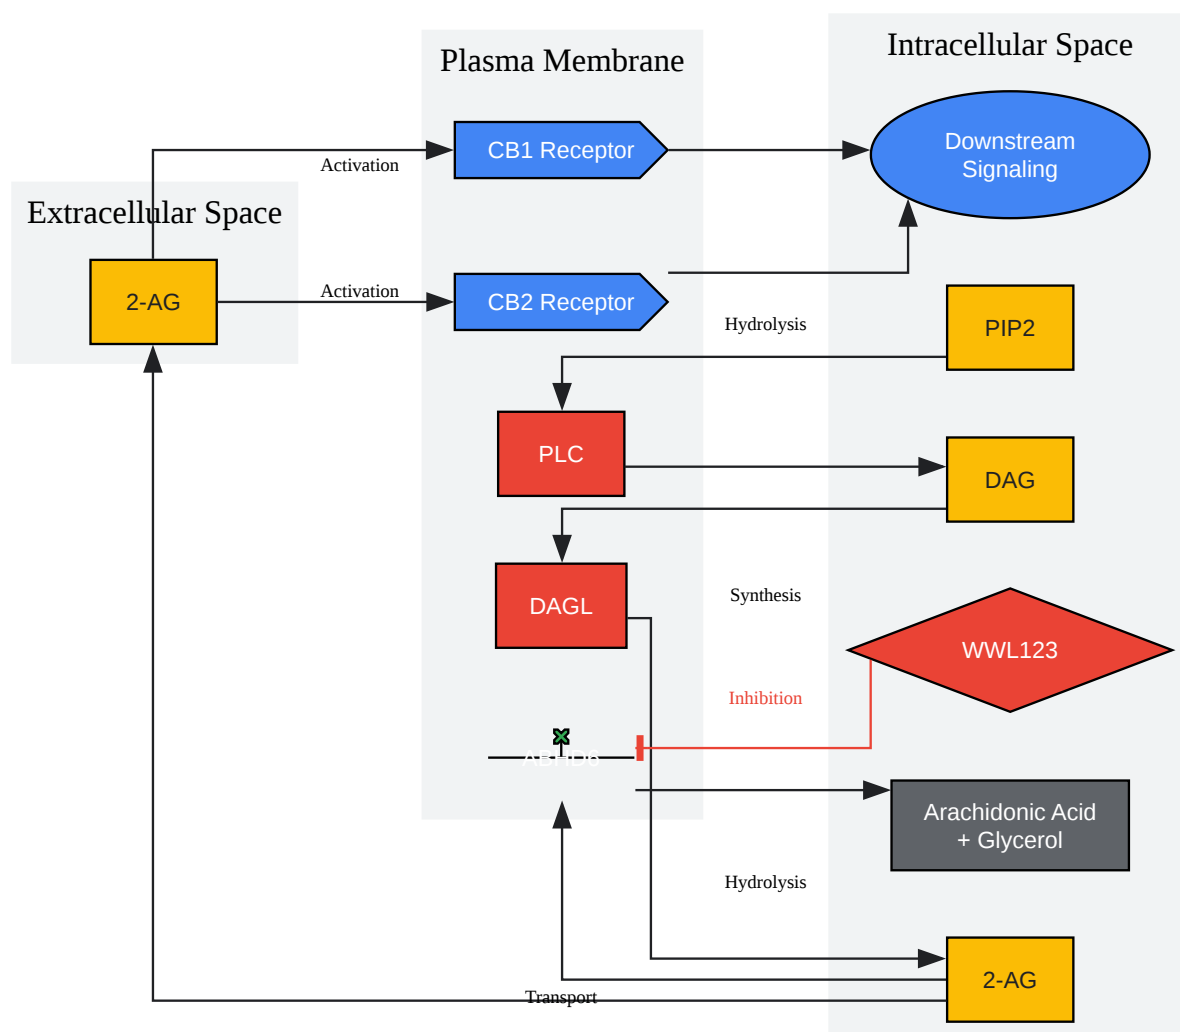 Intracellular Space
Plasma Membrane
Downstream
Signaling
CB1 Receptor
Activation
Extracellular Space
2-AG
Activation
CB2 Receptor
Hydrolysis
PIP2
PLC
DAG
DAGL
Synthesis
WWL123
Inhibition
ABHD6
Arachidonic Acid
+ Glycerol
Hydrolysis
2-AG
Transport